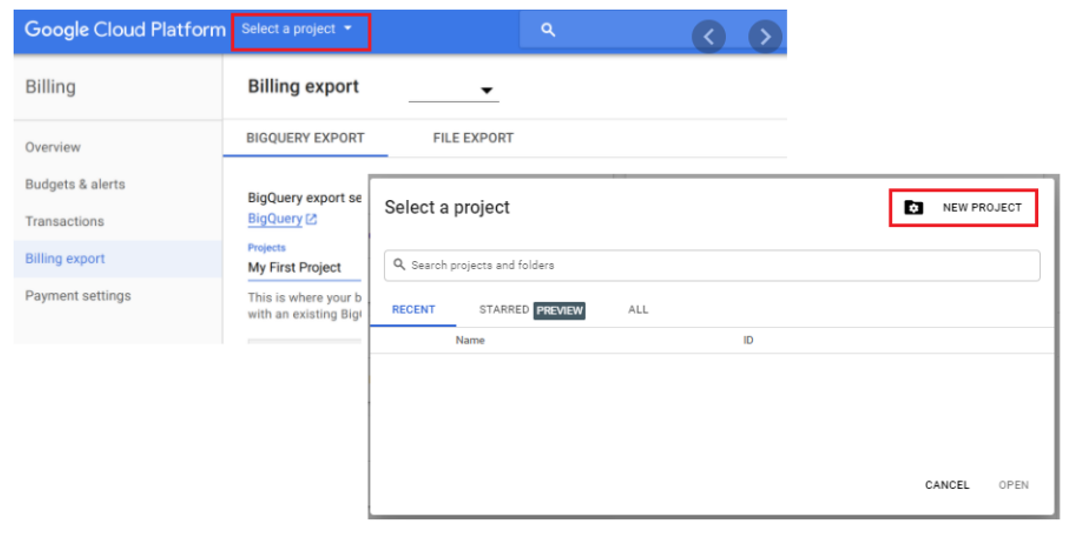 Google Cloud Platform
Select a project
Billing
Billing export
BIGQUERY EXPORT
FILE EXPORT
Overview
Budgets & alerts
Transactions
Billing export
Payment settings
BigQuery export se
BigQuery
Projects
My First Project
This is where your b
with an existing Big
Select a project
NEW PROJECT
Search projects and folders
RECENT
STARRED PREVIEW
ALL
Name
ID
CANCEL
OPEN